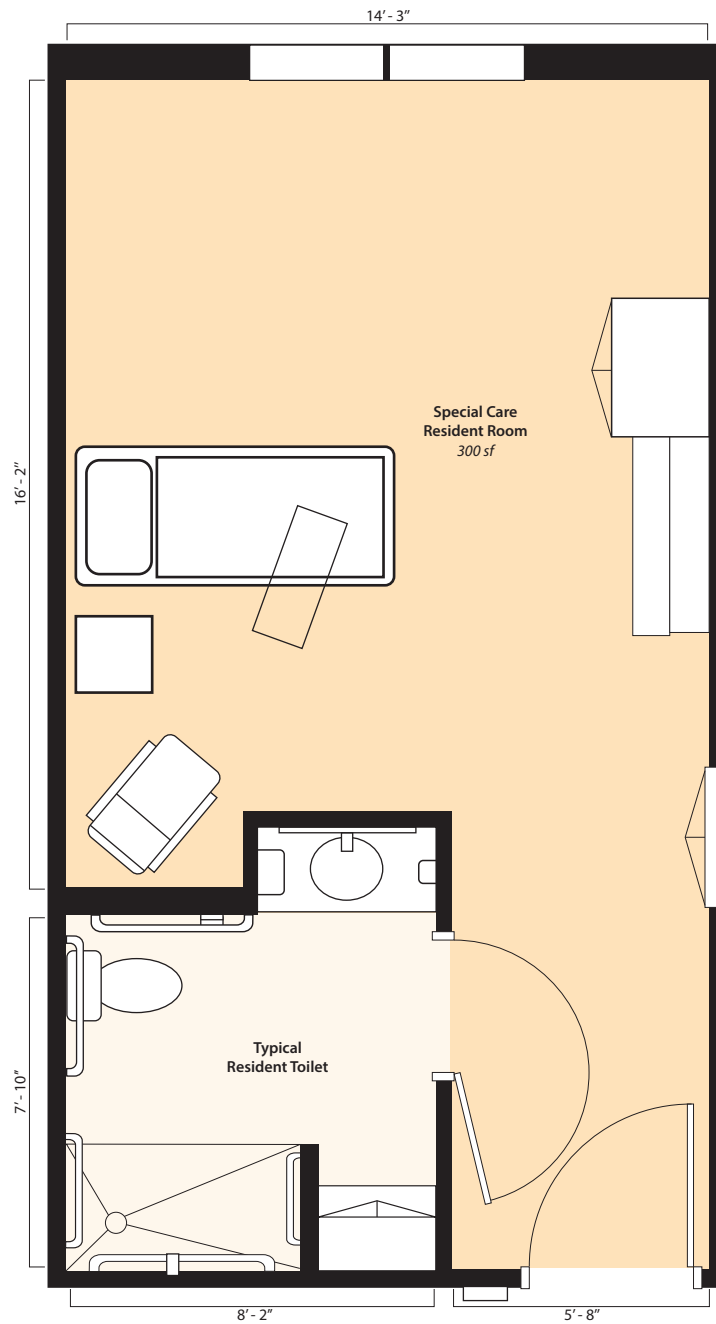 14’ - 3”
Special Care
Resident Room
300 sf
16’ - 2”
Typical
Resident Toilet
7’ - 10”
8’ - 2”
5’ - 8”